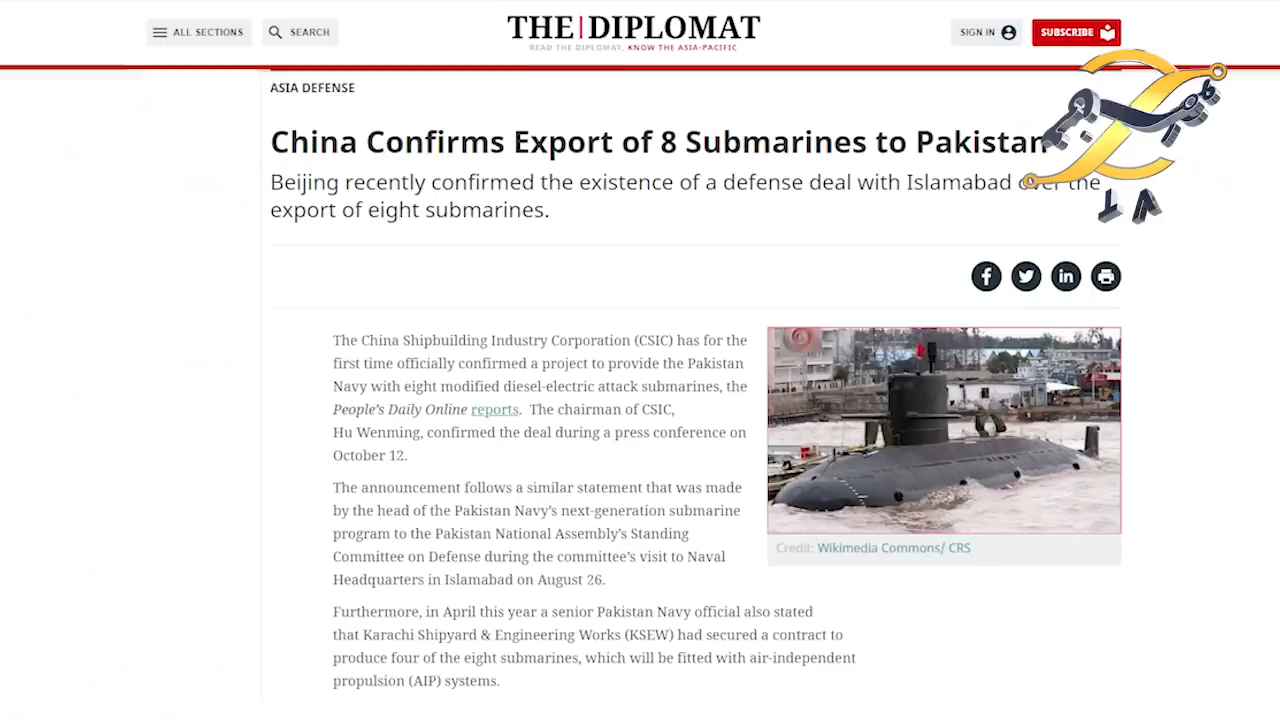 ALL SECTIONS
SEARCH
THE|DIPLOMAT
READ THE DIPLOMAT, KNOW THE ASIA-PACIFIC
SIGN IN
SUBSCRIBE
ASIA DEFENSE
China Confirms Export of 8 Submarines to Pakistan
Beijing recently confirmed the existence of a defense deal with Islamabad over the
export of eight submarines.
The China Shipbuilding Industry Corporation (CSIC) has for the
first time officially confirmed a project to provide the Pakistan
Navy with eight modified diesel-electric attack submarines, the
People's Daily Online reports. The chairman of CSIC,
Hu Wenming, confirmed the deal during a press conference on
October 12.
The announcement follows a similar statement that was made
by the head of the Pakistan Navy's next-generation submarine
program to the Pakistan National Assembly's Standing
Committee on Defense during the committee's visit to Naval
Headquarters in Islamabad on August 26.
Furthermore, in April this year a senior Pakistan Navy official also stated
that Karachi Shipyard & Engineering Works (KSEW) had secured a contract to
produce four of the eight submarines, which will be fitted with air-independent
propulsion (AIP) systems.
Credit: Wikimedia Commons/ CRS